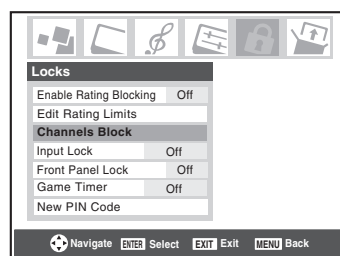 Locks
Enable Rating Blocking Off
Edit Rating Limits
Channels Block
Input Lock Off
Front Panel Lock Off
Game Timer Off
New PIN Code
Navigate ENTER Select EXIT Exit MENU Back